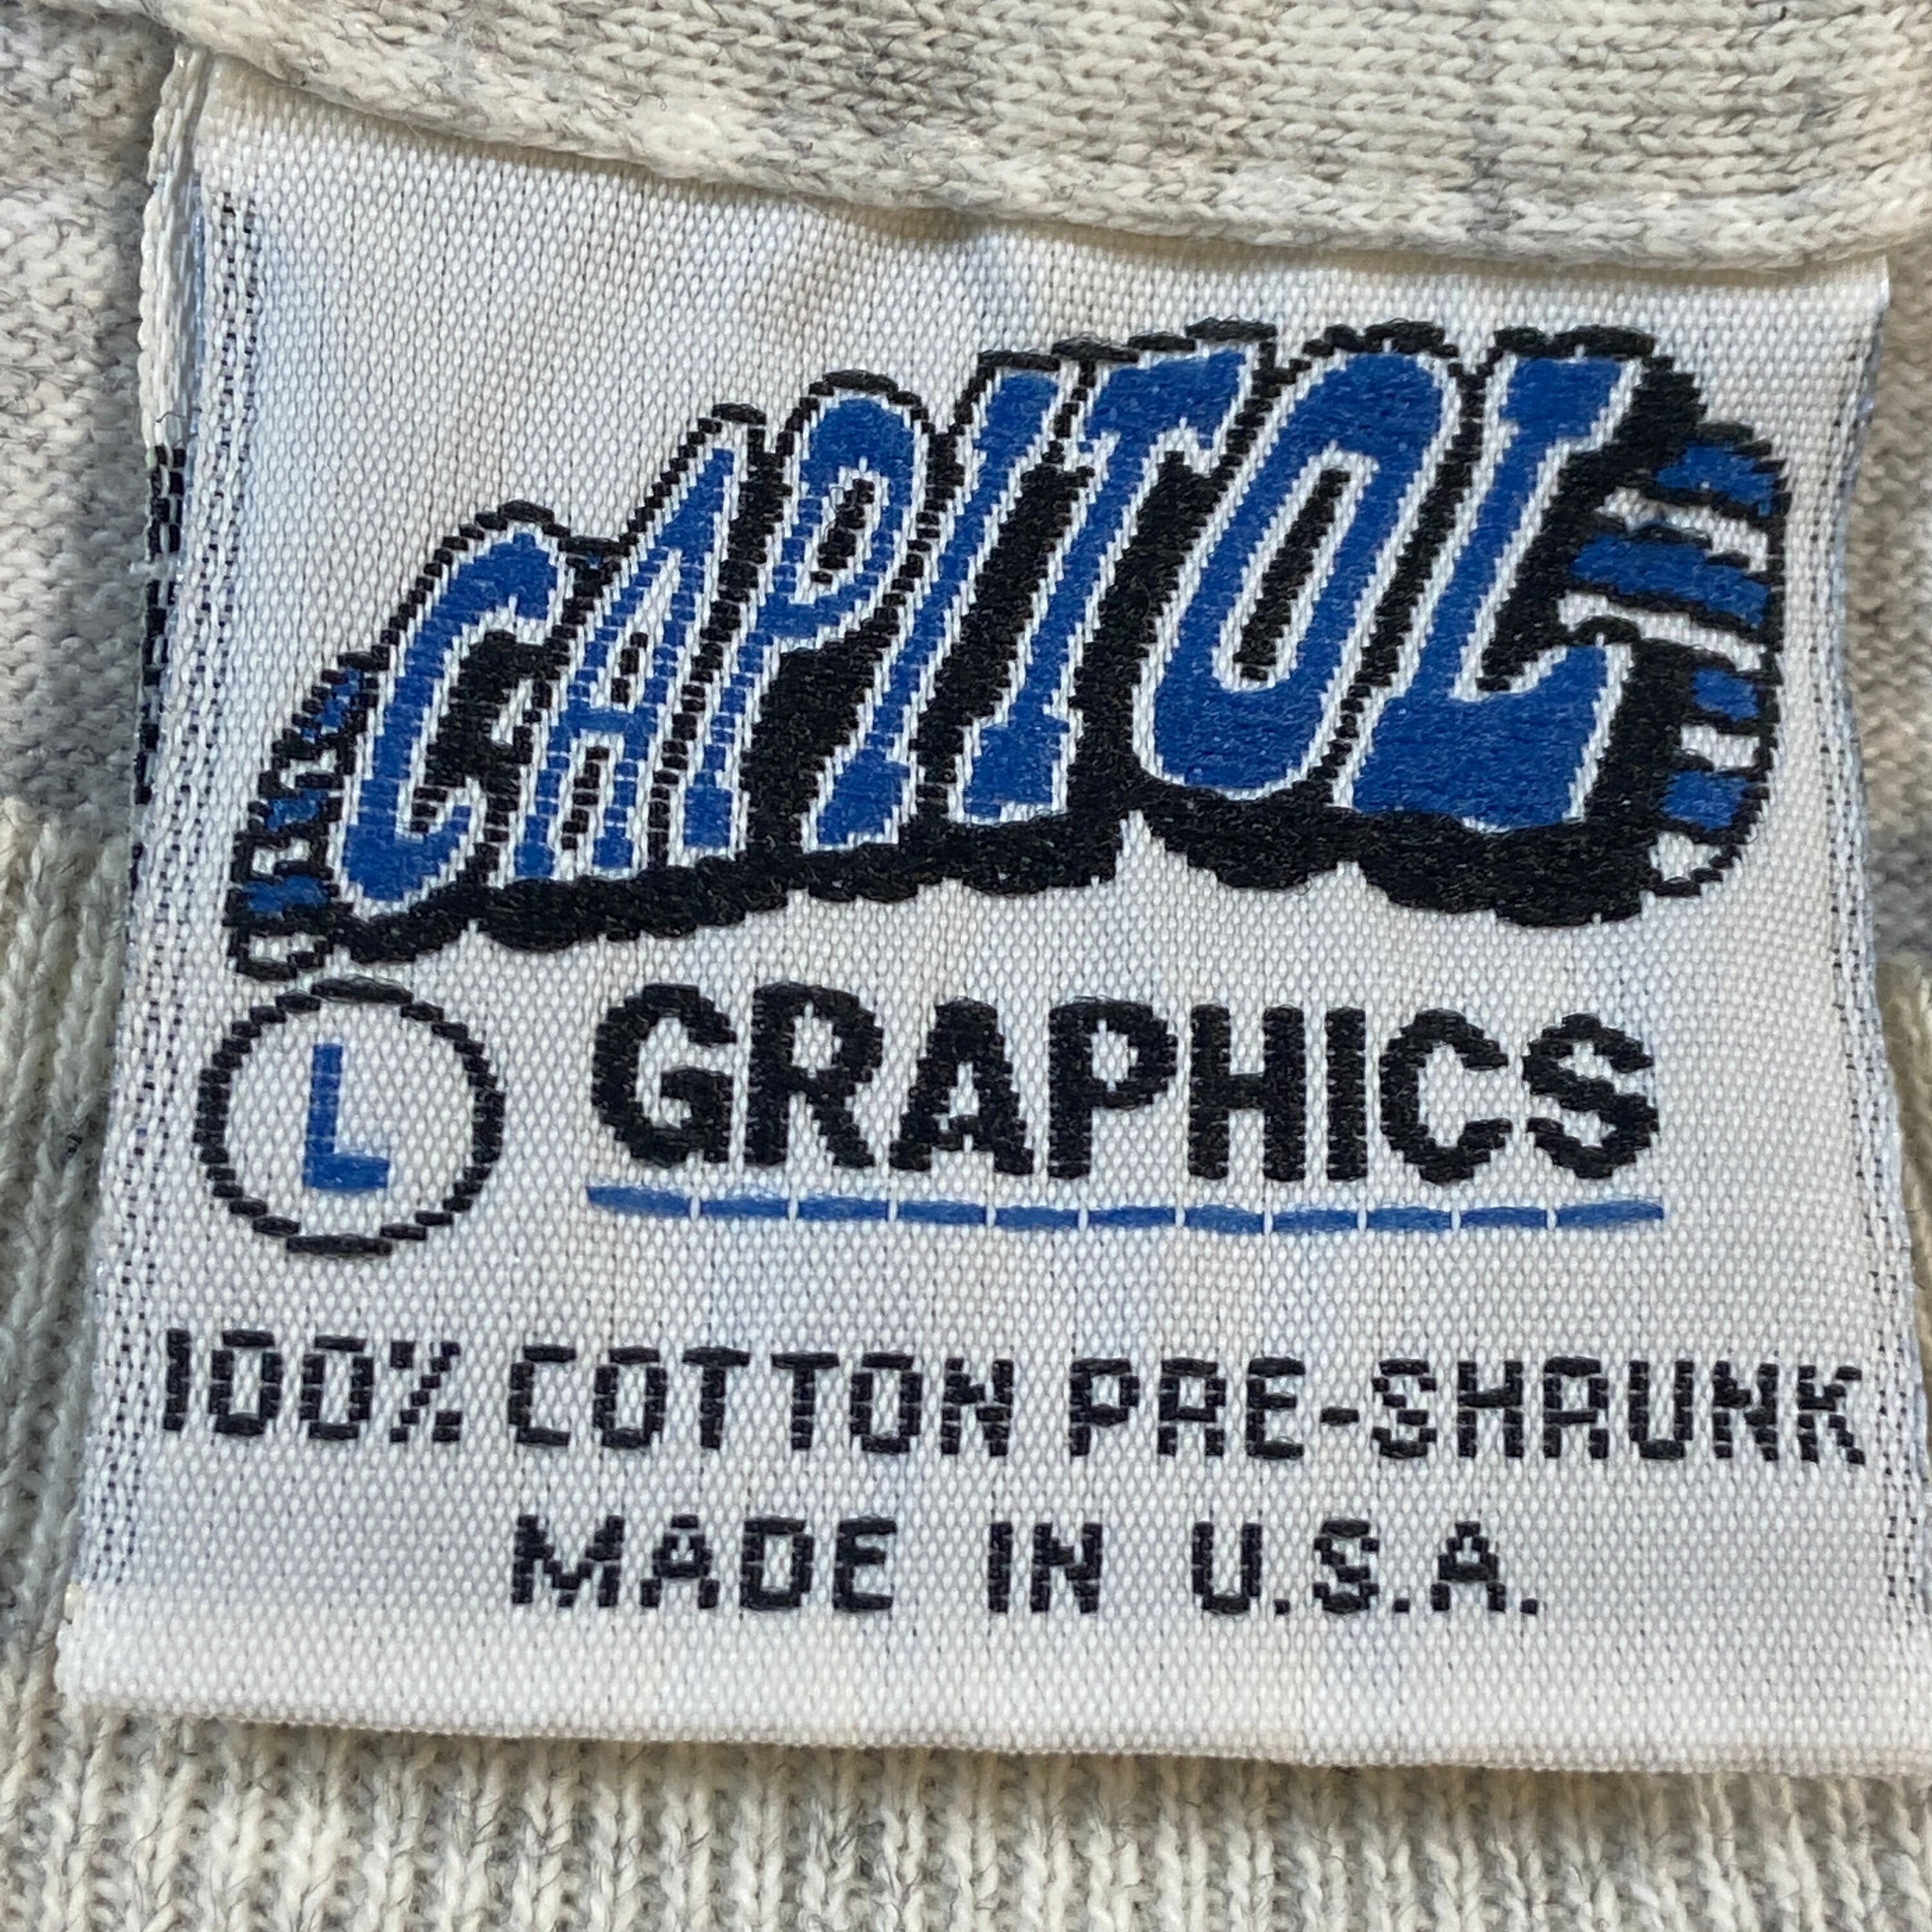 CAPITOL
L GRAPHICS
100% COTTON PRE-SHRUNK
MADE IN U.S.A.